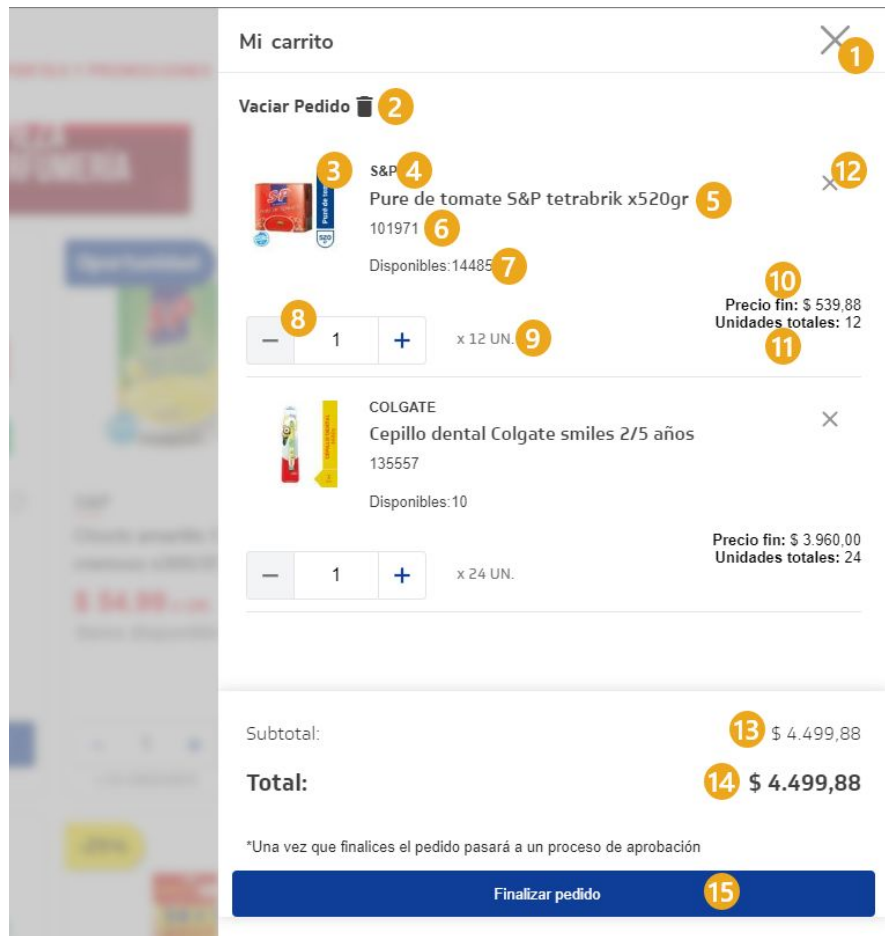 Mi carrito
1
Vaciar Pedido 2
3 S&P 4 12
Pure de tomate S&P tetrabrik x520gr 5
101971 6
Disponibles:14485 7
10
Precio fin: $ 539,88
Unidades totales: 12
11
8
− 1 + x 12 UN. 9
COLGATE
Cepillo dental Colgate smiles 2/5 años
135557
Disponibles:10
Precio fin: $ 3.960,00
Unidades totales: 24
− 1 + x 24 UN.
Subtotal: 13 $ 4.499,88
Total: 14 $ 4.499,88
*Una vez que finalices el pedido pasará a un proceso de aprobación
Finalizar pedido 15